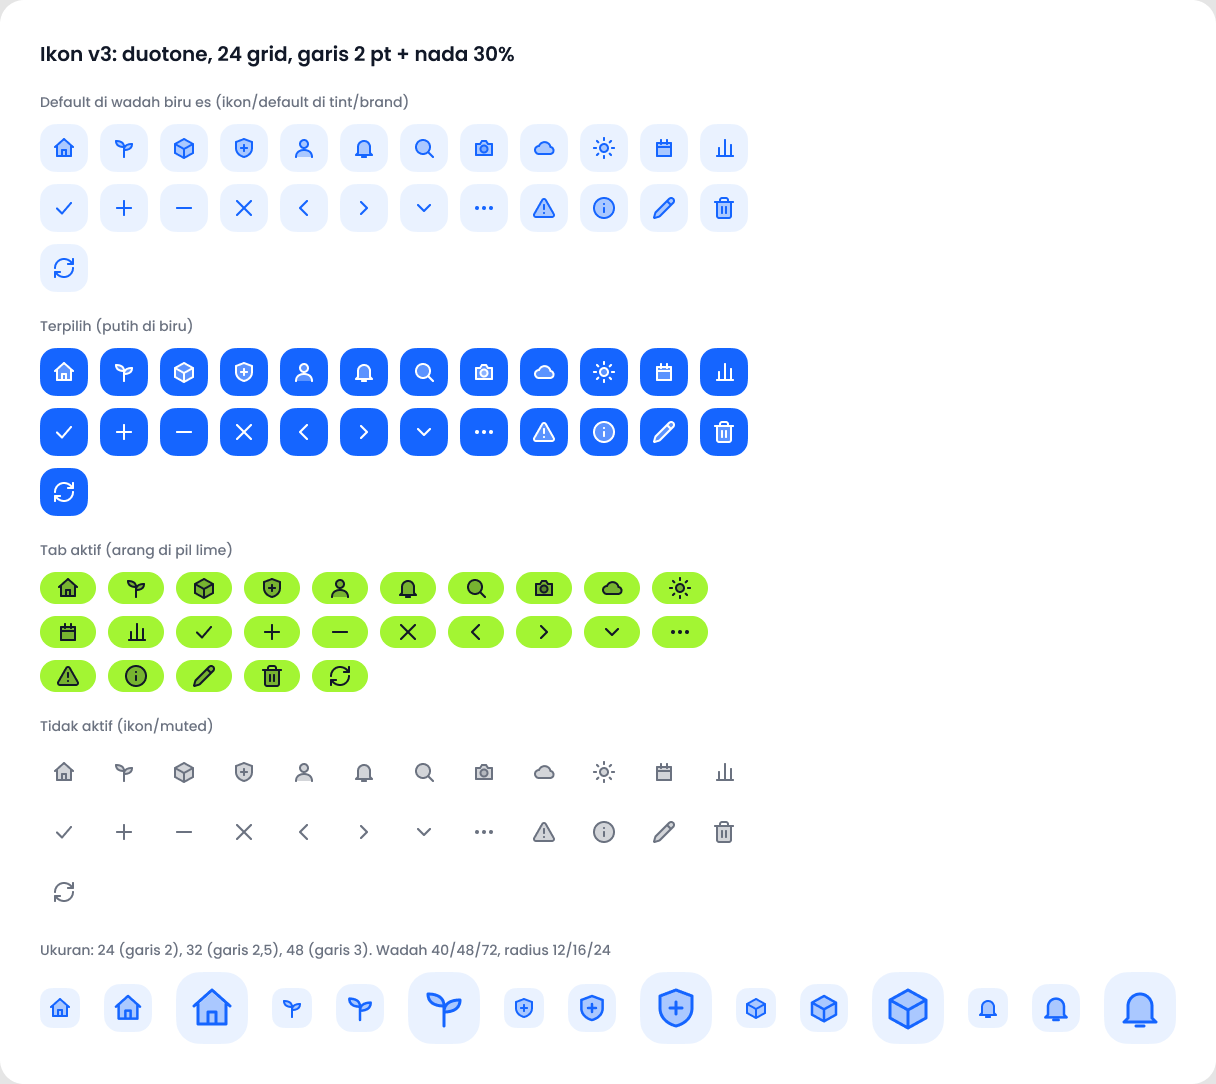 Ikon v3: duotone, 24 grid, garis 2 pt + nada 30%
Default di wadah biru es (ikon/default di tint/brand)
Terpilih (putih di biru)
Tab aktif (arang di pil lime)
Tidak aktif (ikon/muted)
Ukuran: 24 (garis 2), 32 (garis 2,5), 48 (garis 3). Wadah 40/48/72, radius 12/16/24